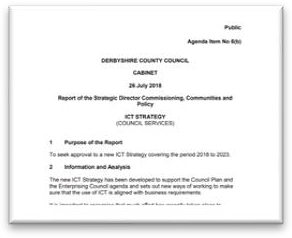 Public
Agenda Item No 6(b)
DERBYSHIRE COUNTY COUNCIL
CABINET
26 July 2018
Report of the Strategic Director Commissioning, Communities and
Policy
ICT STRATEGY
(COUNCIL SERVICES)
1 Purpose of the Report
To seek approval to a new ICT Strategy covering the period 2018 to 2023.
2 Information and Analysis
The new ICT Strategy has been developed to support the Council Plan and
the Enterprising Council agenda and sets out new ways of working to make
sure that the use of ICT is aligned with business requirements.